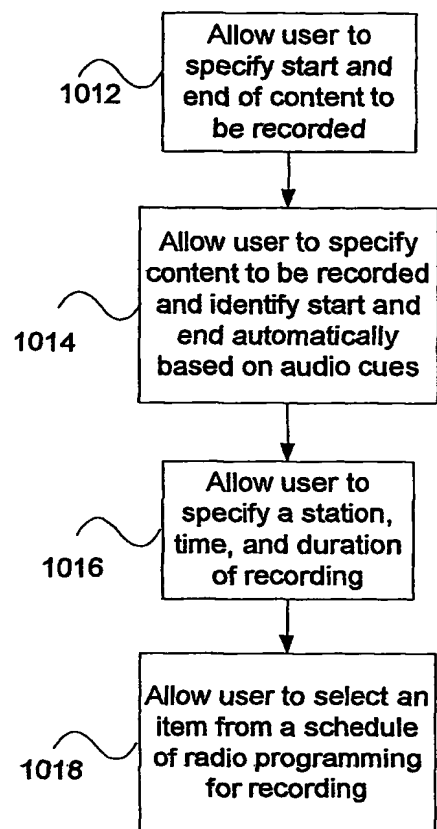 Allow user to
specify start and
end of content to
be recorded
1012
Allow user to specify
content to be recorded
and identify start and
end automatically
based on audio cues
1014
Allow user to
specify a station,
time, and duration
of recording
1016
Allow user to select an
item from a schedule
of radio programming
for recording
1018